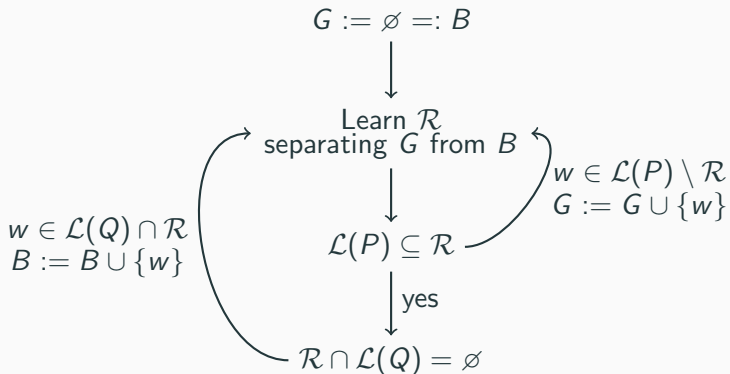 G := ∅ =: B
Learn ℛ
separating G from B
w ∈ ℒ(P) \ ℛ
G := G ∪ {w}
w ∈ ℒ(Q) ∩ ℛ
B := B ∪ {w}
ℒ(P) ⊆ ℛ
yes
ℛ ∩ ℒ(Q) = ∅